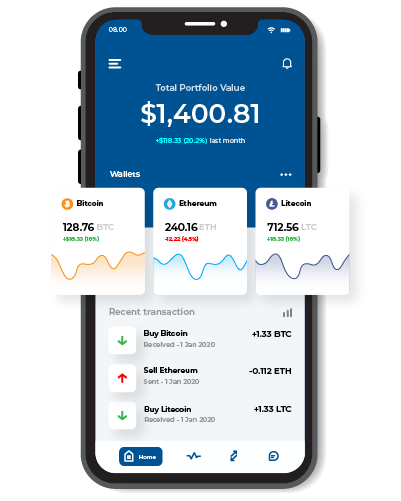 08.00
Total Portfolio Value
$1,400.81
+$118.33 (20.2%) last month
Wallets
Bitcoin
128.76 BTC
+$16.33 (16%)
Ethereum
240.16 ETH
-12.22 (4.5%)
Litecoin
712.56 LTC
+16.33 (16%)
Recent transaction
Buy Bitcoin
+1.33 BTC
Received - 1 Jan 2020
Sell Ethereum
-0.112 ETH
Sent - 1 Jan 2020
Buy Litecoin
+1.33 LTC
Received - 1 Jan 2020
Home